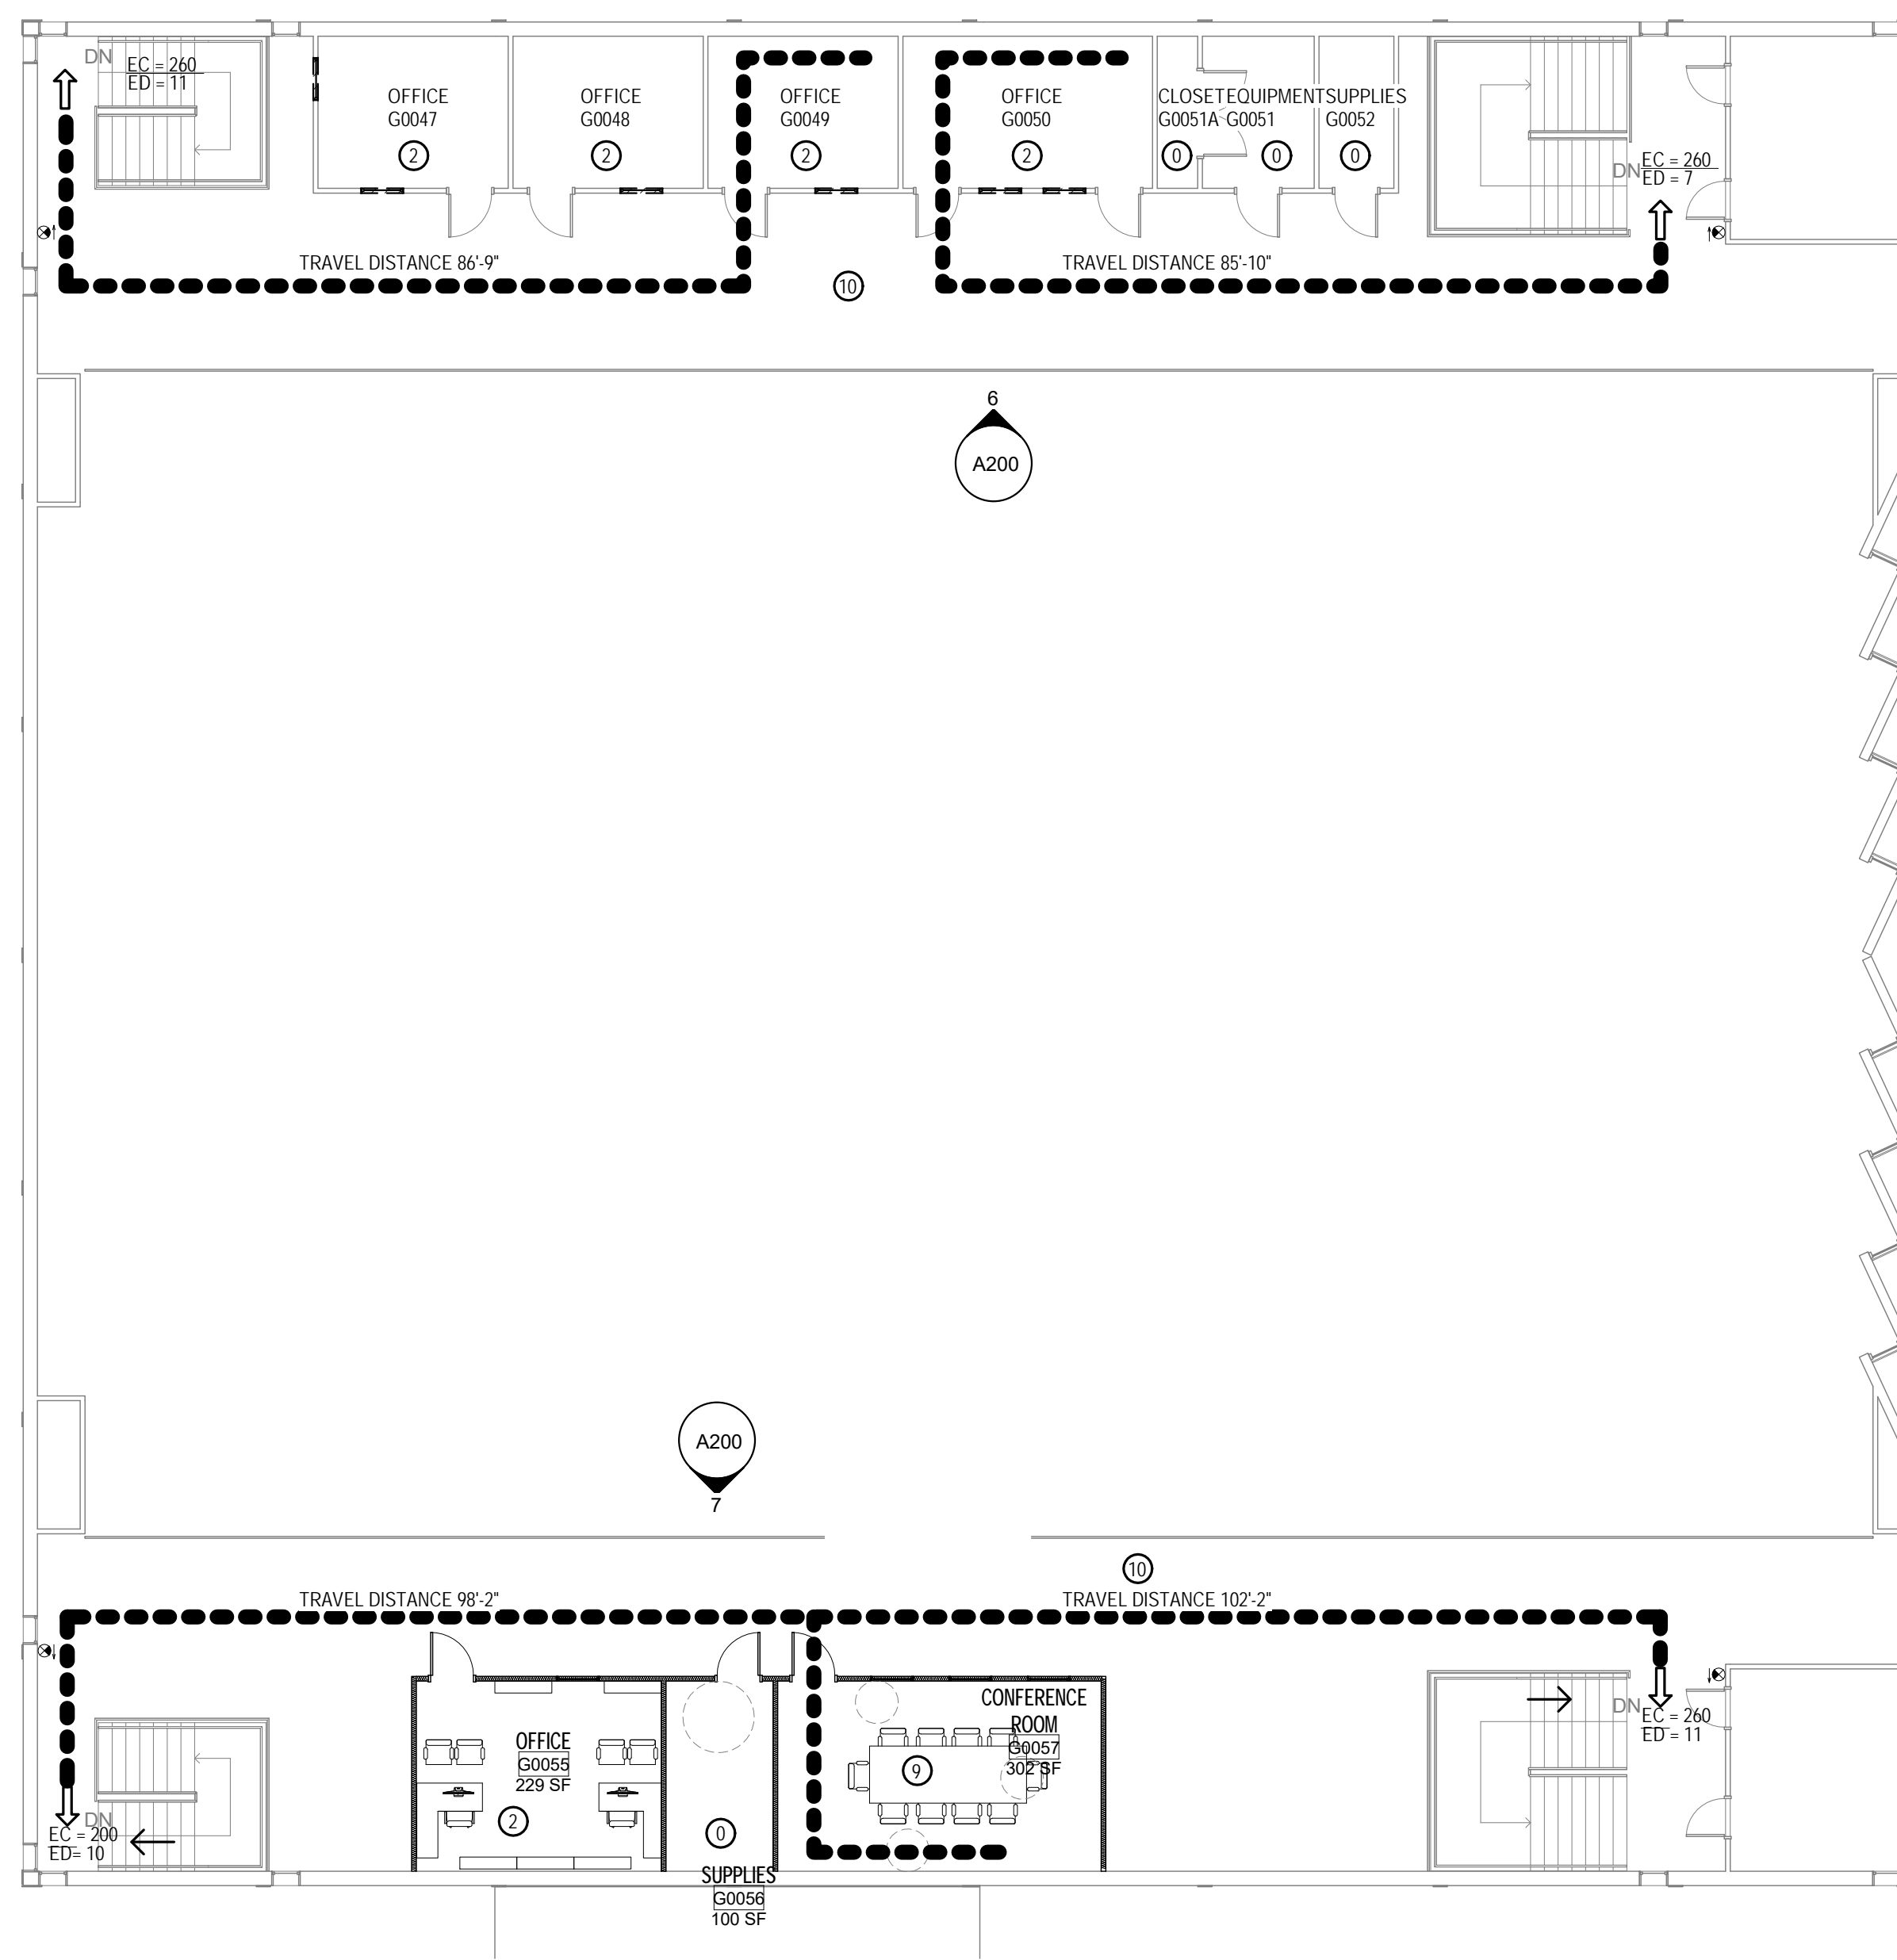 DN
EC = 260
ED = 11
OFFICE
G0047
2
OFFICE
G0048
2
OFFICE
G0049
2
OFFICE
G0050
2
CLOSET
G0051A
0
EQUIPMENT
G0051
0
SUPPLIES
G0052
0
DN
EC = 260
ED = 7
TRAVEL DISTANCE 86'-9"
10
TRAVEL DISTANCE 85'-10"
6
A200
A200
7
10
TRAVEL DISTANCE 98'-2"
TRAVEL DISTANCE 102'-2"
CONFERENCE
ROOM
G0057
302 SF
9
OFFICE
G0055
229 SF
2
0
SUPPLIES
G0056
100 SF
DN
EC = 260
ED = 11
DN
EC = 200
ED= 10